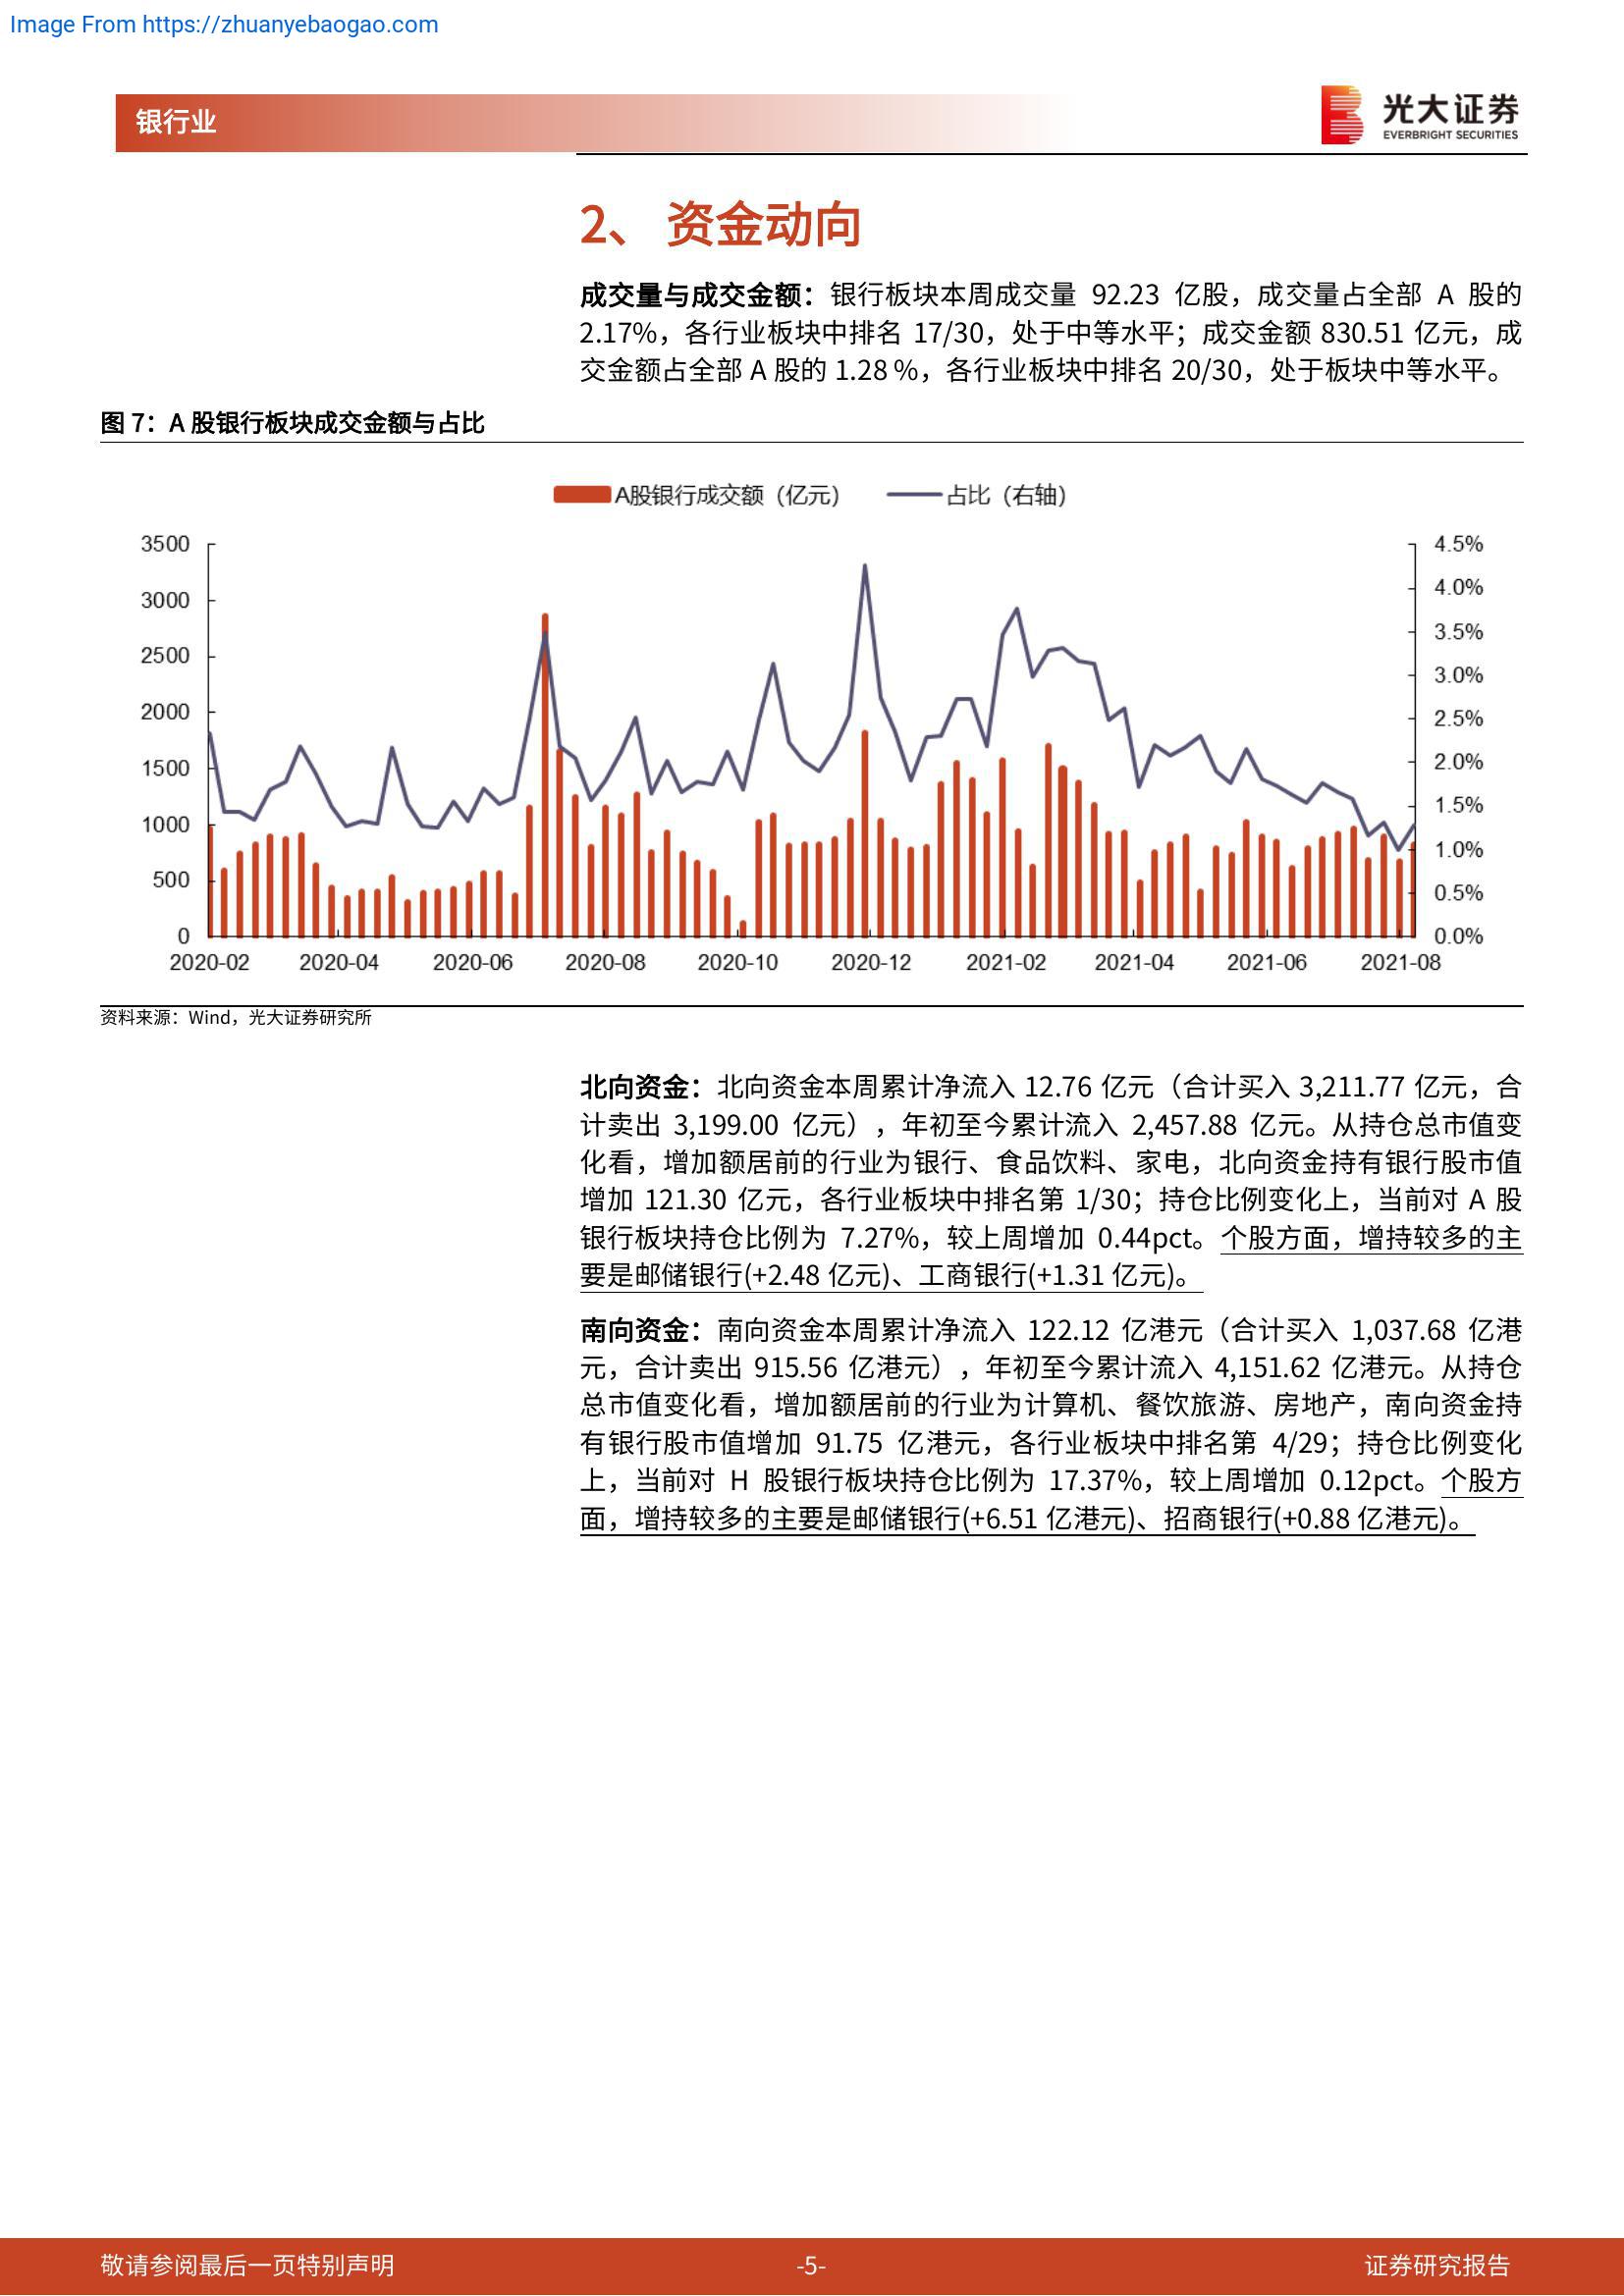 Image From https://zhuanyebaogao.com
银行业
光大证券
EVERBRIGHT SECURITIES
2、 资金动向
成交量与成交金额：银行板块本周成交量 92.23 亿股，成交量占全部 A 股的
2.17%，各行业板块中排名 17/30，处于中等水平；成交金额 830.51 亿元，成
交金额占全部 A 股的 1.28％，各行业板块中排名 20/30，处于板块中等水平。
图 7：A 股银行板块成交金额与占比
A股银行成交额（亿元） 占比（右轴）
3500 4.5%
3000 4.0%
2500 3.5%
2000 3.0%
1500 2.5%
1000 2.0%
500 1.5%
0 1.0%
0.5%
0.0%
2020-02 2020-04 2020-06 2020-08 2020-10 2020-12 2021-02 2021-04 2021-06 2021-08
资料来源：Wind，光大证券研究所
北向资金：北向资金本周累计净流入 12.76 亿元（合计买入 3,211.77 亿元，合
计卖出 3,199.00 亿元），年初至今累计流入 2,457.88 亿元。从持仓总市值变
化看，增加额居前的行业为银行、食品饮料、家电，北向资金持有银行股市值
增加 121.30 亿元，各行业板块中排名第 1/30；持仓比例变化上，当前对 A 股
银行板块持仓比例为 7.27%，较上周增加 0.44pct。个股方面，增持较多的主
要是邮储银行(+2.48 亿元)、工商银行(+1.31 亿元)。
南向资金：南向资金本周累计净流入 122.12 亿港元（合计买入 1,037.68 亿港
元，合计卖出 915.56 亿港元），年初至今累计流入 4,151.62 亿港元。从持仓
总市值变化看，增加额居前的行业为计算机、餐饮旅游、房地产，南向资金持
有银行股市值增加 91.75 亿港元，各行业板块中排名第 4/29；持仓比例变化
上，当前对 H 股银行板块持仓比例为 17.37%，较上周增加 0.12pct。个股方
面，增持较多的主要是邮储银行(+6.51 亿港元)、招商银行(+0.88 亿港元)。
敬请参阅最后一页特别声明 -5- 证券研究报告